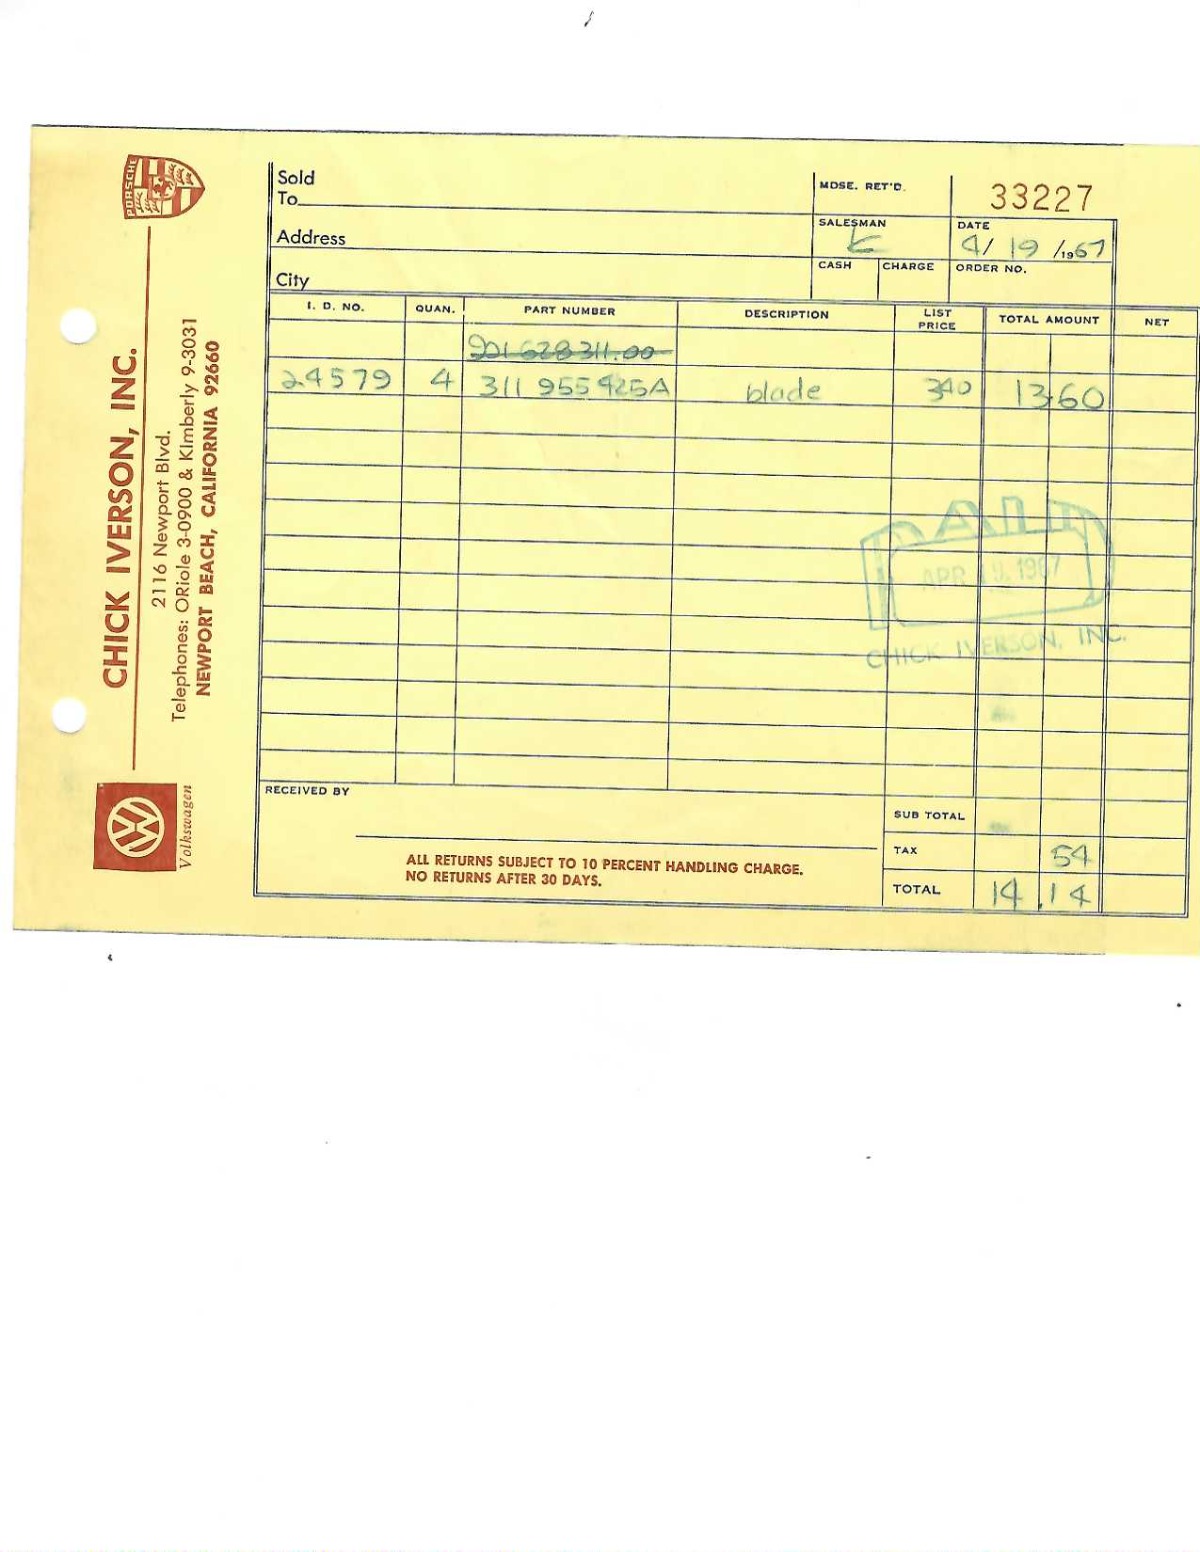 PORSCHE
CHICK IVERSON, INC.
2116 Newport Blvd.
Telephones: ORiole 3-0900 & KImberly 9-3031
NEWPORT BEACH, CALIFORNIA 92660
Volkswagen
Sold
To
Address
City
MDSE. RET'D.
33227
SALESMAN
DATE
4/19/1967
CASH CHARGE ORDER NO.
I. D. NO. QUAN. PART NUMBER DESCRIPTION LIST PRICE TOTAL AMOUNT NET
901 628 311.00
24579 4 311 955 425A blade 340 13.60
PAID
APR 19. 1967
CHICK IVERSON, INC.
RECEIVED BY
SUB TOTAL
TAX 54
TOTAL 14.14
ALL RETURNS SUBJECT TO 10 PERCENT HANDLING CHARGE.
NO RETURNS AFTER 30 DAYS.